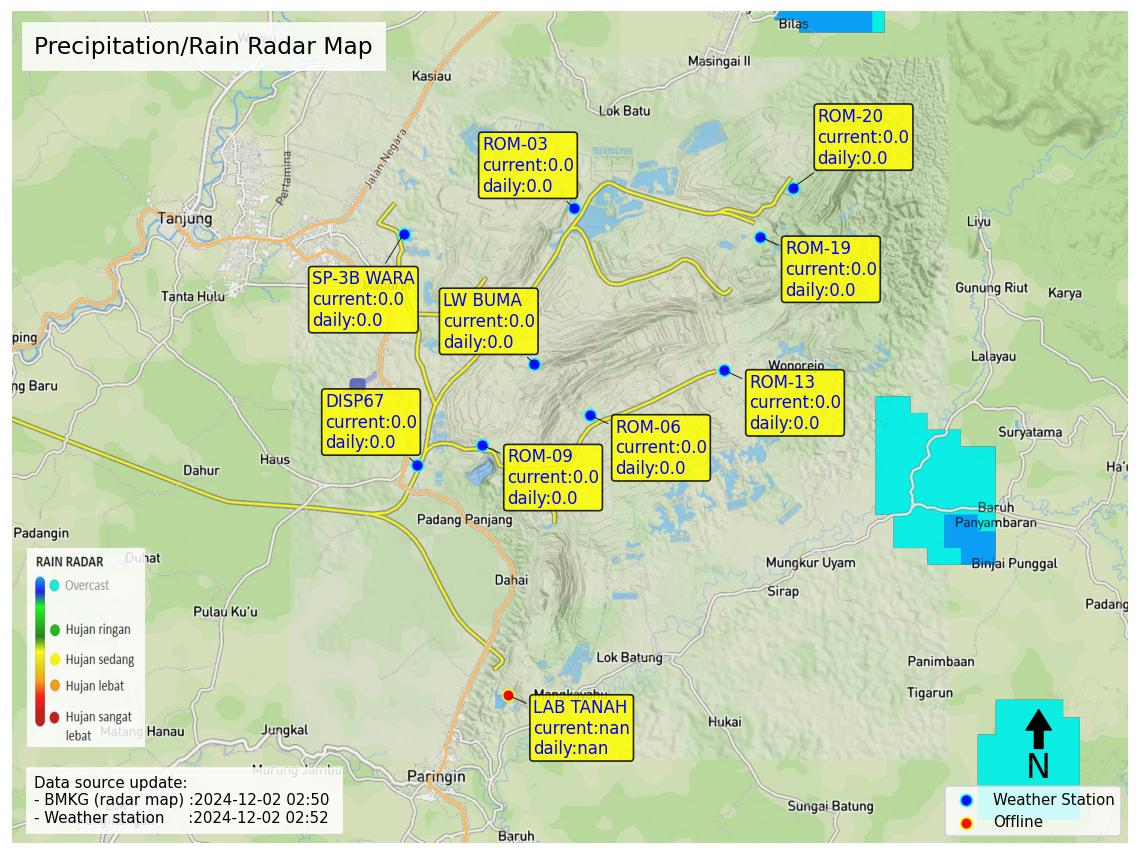 Precipitation/Rain Radar Map
Bilas
Masingai II
Kasiau
Lok Batu
Jalan Negara
Pertamina
Tanjung
Tanta Hulu
ROM-03
current:0.0
daily:0.0
ROM-20
current:0.0
daily:0.0
ROM-19
current:0.0
daily:0.0
SP-3B WARA
current:0.0
daily:0.0
LW BUMA
current:0.0
daily:0.0
Liyu
Gunung Riut
Karya
Lalayau
ping
ng Baru
Wonorejo
ROM-13
current:0.0
daily:0.0
DISP67
current:0.0
daily:0.0
ROM-06
current:0.0
daily:0.0
ROM-09
current:0.0
daily:0.0
Suryatama
Ha'u
Haus
Dahur
Padang Panjang
Baruh
Panyambaran
Padangin
Duhat
Mungkur Uyam
Binjai Punggal
Dahai
Sirap
Padang
Pulau Ku'u
RAIN RADAR
Overcast
Hujan ringan
Hujan sedang
Hujan lebat
Hujan sangat
lebat
Lok Batung
Panimbaan
Tigarun
LAB TANAH
current:nan
daily:nan
Hukai
Matang Hanau
Jungkal
Murung Jambu
Paringin
Sungai Batung
Baruh
Data source update:
- BMKG (radar map) :2024-12-02 02:50
- Weather station :2024-12-02 02:52
N
Weather Station
Offline